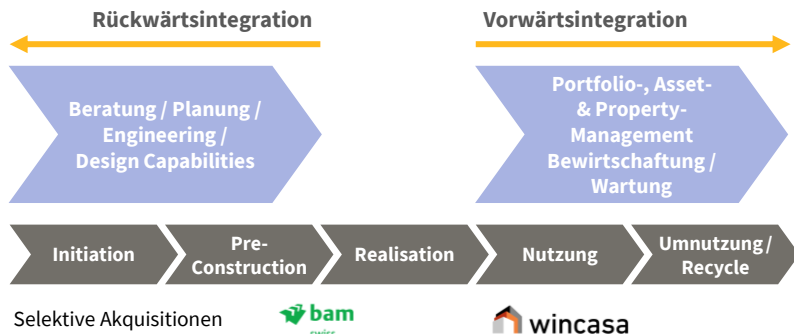 Rückwärtsintegration
Vorwärtsintegration
Beratung / Planung /
Engineering /
Design Capabilities
Portfolio-, Asset-
& Property-
Management
Bewirtschaftung /
Wartung
Initiation
Pre-
Construction
Realisation
Nutzung
Umnutzung /
Recycle
Selektive Akquisitionen
bam
swiss
wincasa